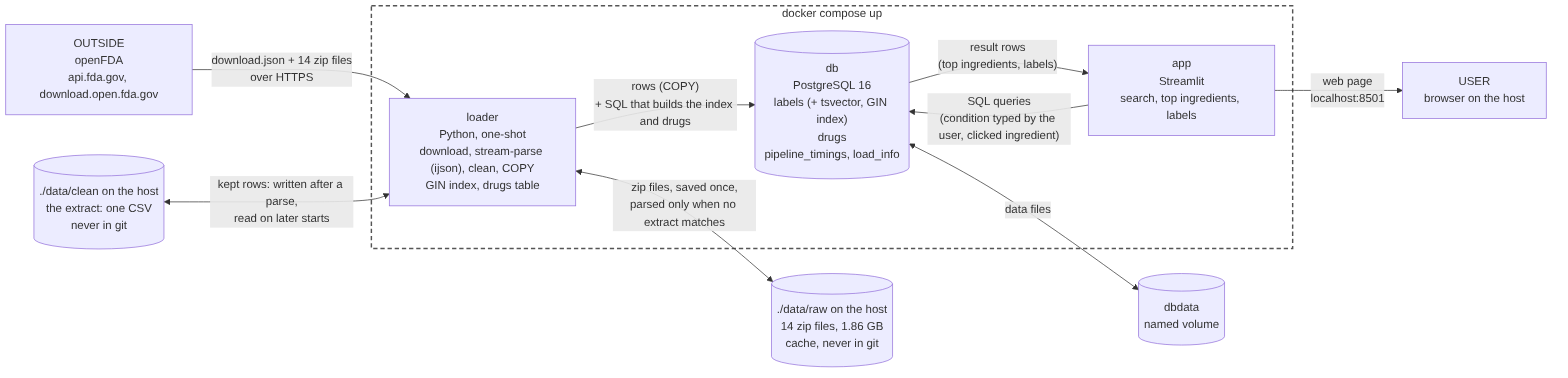 docker compose up
OUTSIDE
openFDA
api.fda.gov,
download.open.fda.gov
download.json + 14 zip files
over HTTPS
loader
Python, one-shot
download, stream-parse
(ijson), clean, COPY
GIN index, drugs table
rows (COPY)
+ SQL that builds the index
and drugs
db
PostgreSQL 16
labels (+ tsvector, GIN
index)
drugs
pipeline_timings, load_info
result rows
(top ingredients, labels)
SQL queries
(condition typed by the
user, clicked ingredient)
app
Streamlit
search, top ingredients,
labels
web page
localhost:8501
USER
browser on the host
./data/clean on the host
the extract: one CSV
never in git
kept rows: written after a
parse,
read on later starts
zip files, saved once,
parsed only when no
extract matches
data files
./data/raw on the host
14 zip files, 1.86 GB
cache, never in git
dbdata
named volume